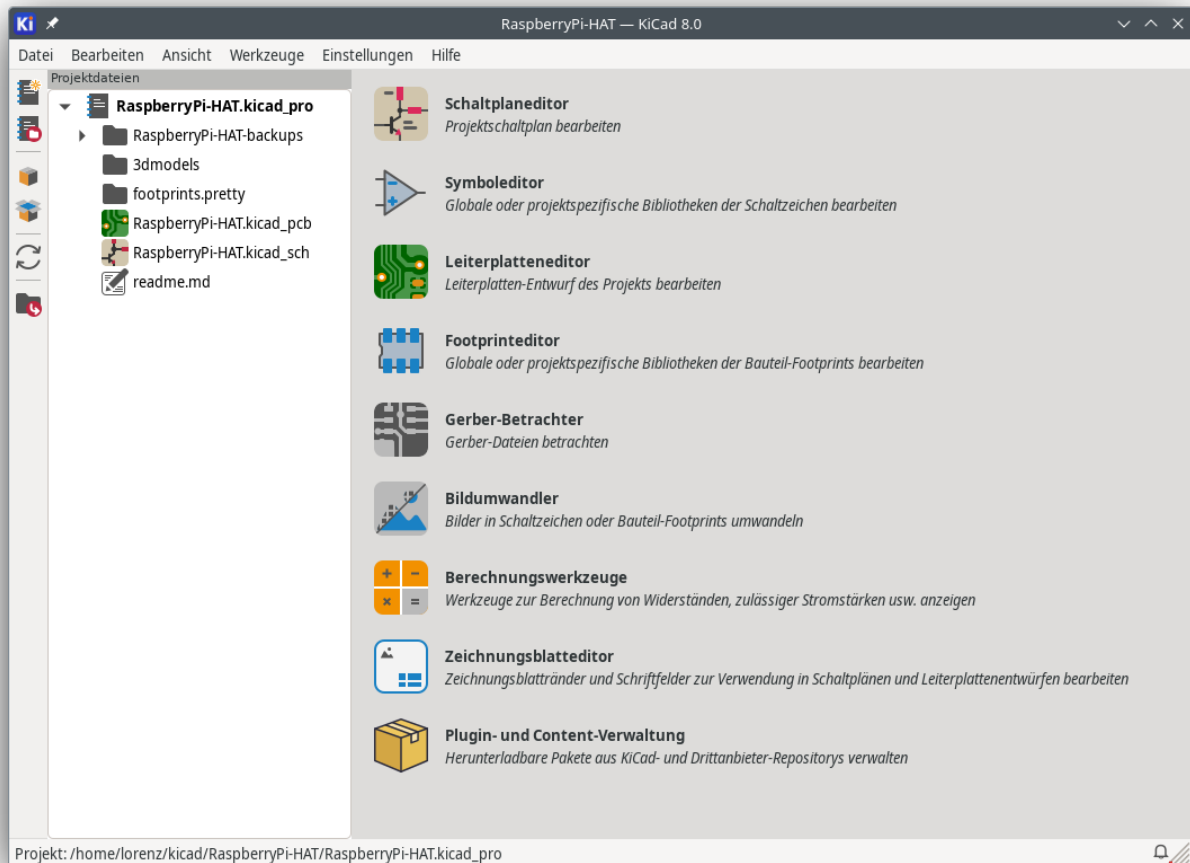 Ki
RaspberryPi-HAT — KiCad 8.0
Datei Bearbeiten Ansicht Werkzeuge Einstellungen Hilfe
Projektdateien
RaspberryPi-HAT.kicad_pro
RaspberryPi-HAT-backups
3dmodels
footprints.pretty
RaspberryPi-HAT.kicad_pcb
RaspberryPi-HAT.kicad_sch
readme.md
Schaltplaneditor
Projektschaltplan bearbeiten
Symboleditor
Globale oder projektspezifische Bibliotheken der Schaltzeichen bearbeiten
Leiterplatteneditor
Leiterplatten-Entwurf des Projekts bearbeiten
Footprinteditor
Globale oder projektspezifische Bibliotheken der Bauteil-Footprints bearbeiten
Gerber-Betrachter
Gerber-Dateien betrachten
Bildumwandler
Bilder in Schaltzeichen oder Bauteil-Footprints umwandeln
Berechnungswerkzeuge
Werkzeuge zur Berechnung von Widerständen, zulässiger Stromstärken usw. anzeigen
Zeichnungsblatteditor
Zeichnungsblattränder und Schriftfelder zur Verwendung in Schaltplänen und Leiterplattenentwürfen bearbeiten
Plugin- und Content-Verwaltung
Herunterladbare Pakete aus KiCad- und Drittanbieter-Repositorys verwalten
Projekt: /home/lorenz/kicad/RaspberryPi-HAT/RaspberryPi-HAT.kicad_pro